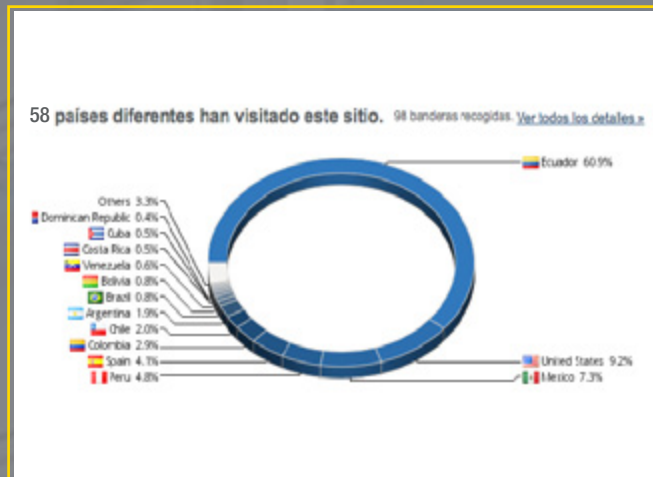 58 países diferentes han visitado este sitio. 98 banderas recogidas. Ver todos los detalles »
Ecuador 60.9%
Others 3.3%
Dominican Republic 0.4%
Cuba 0.5%
Costa Rica 0.5%
Venezuela 0.6%
Bolivia 0.8%
Brazil 0.8%
Argentina 1.9%
Chile 2.0%
Colombia 2.9%
Spain 4.1%
Peru 4.8%
United States 9.2%
Mexico 7.3%